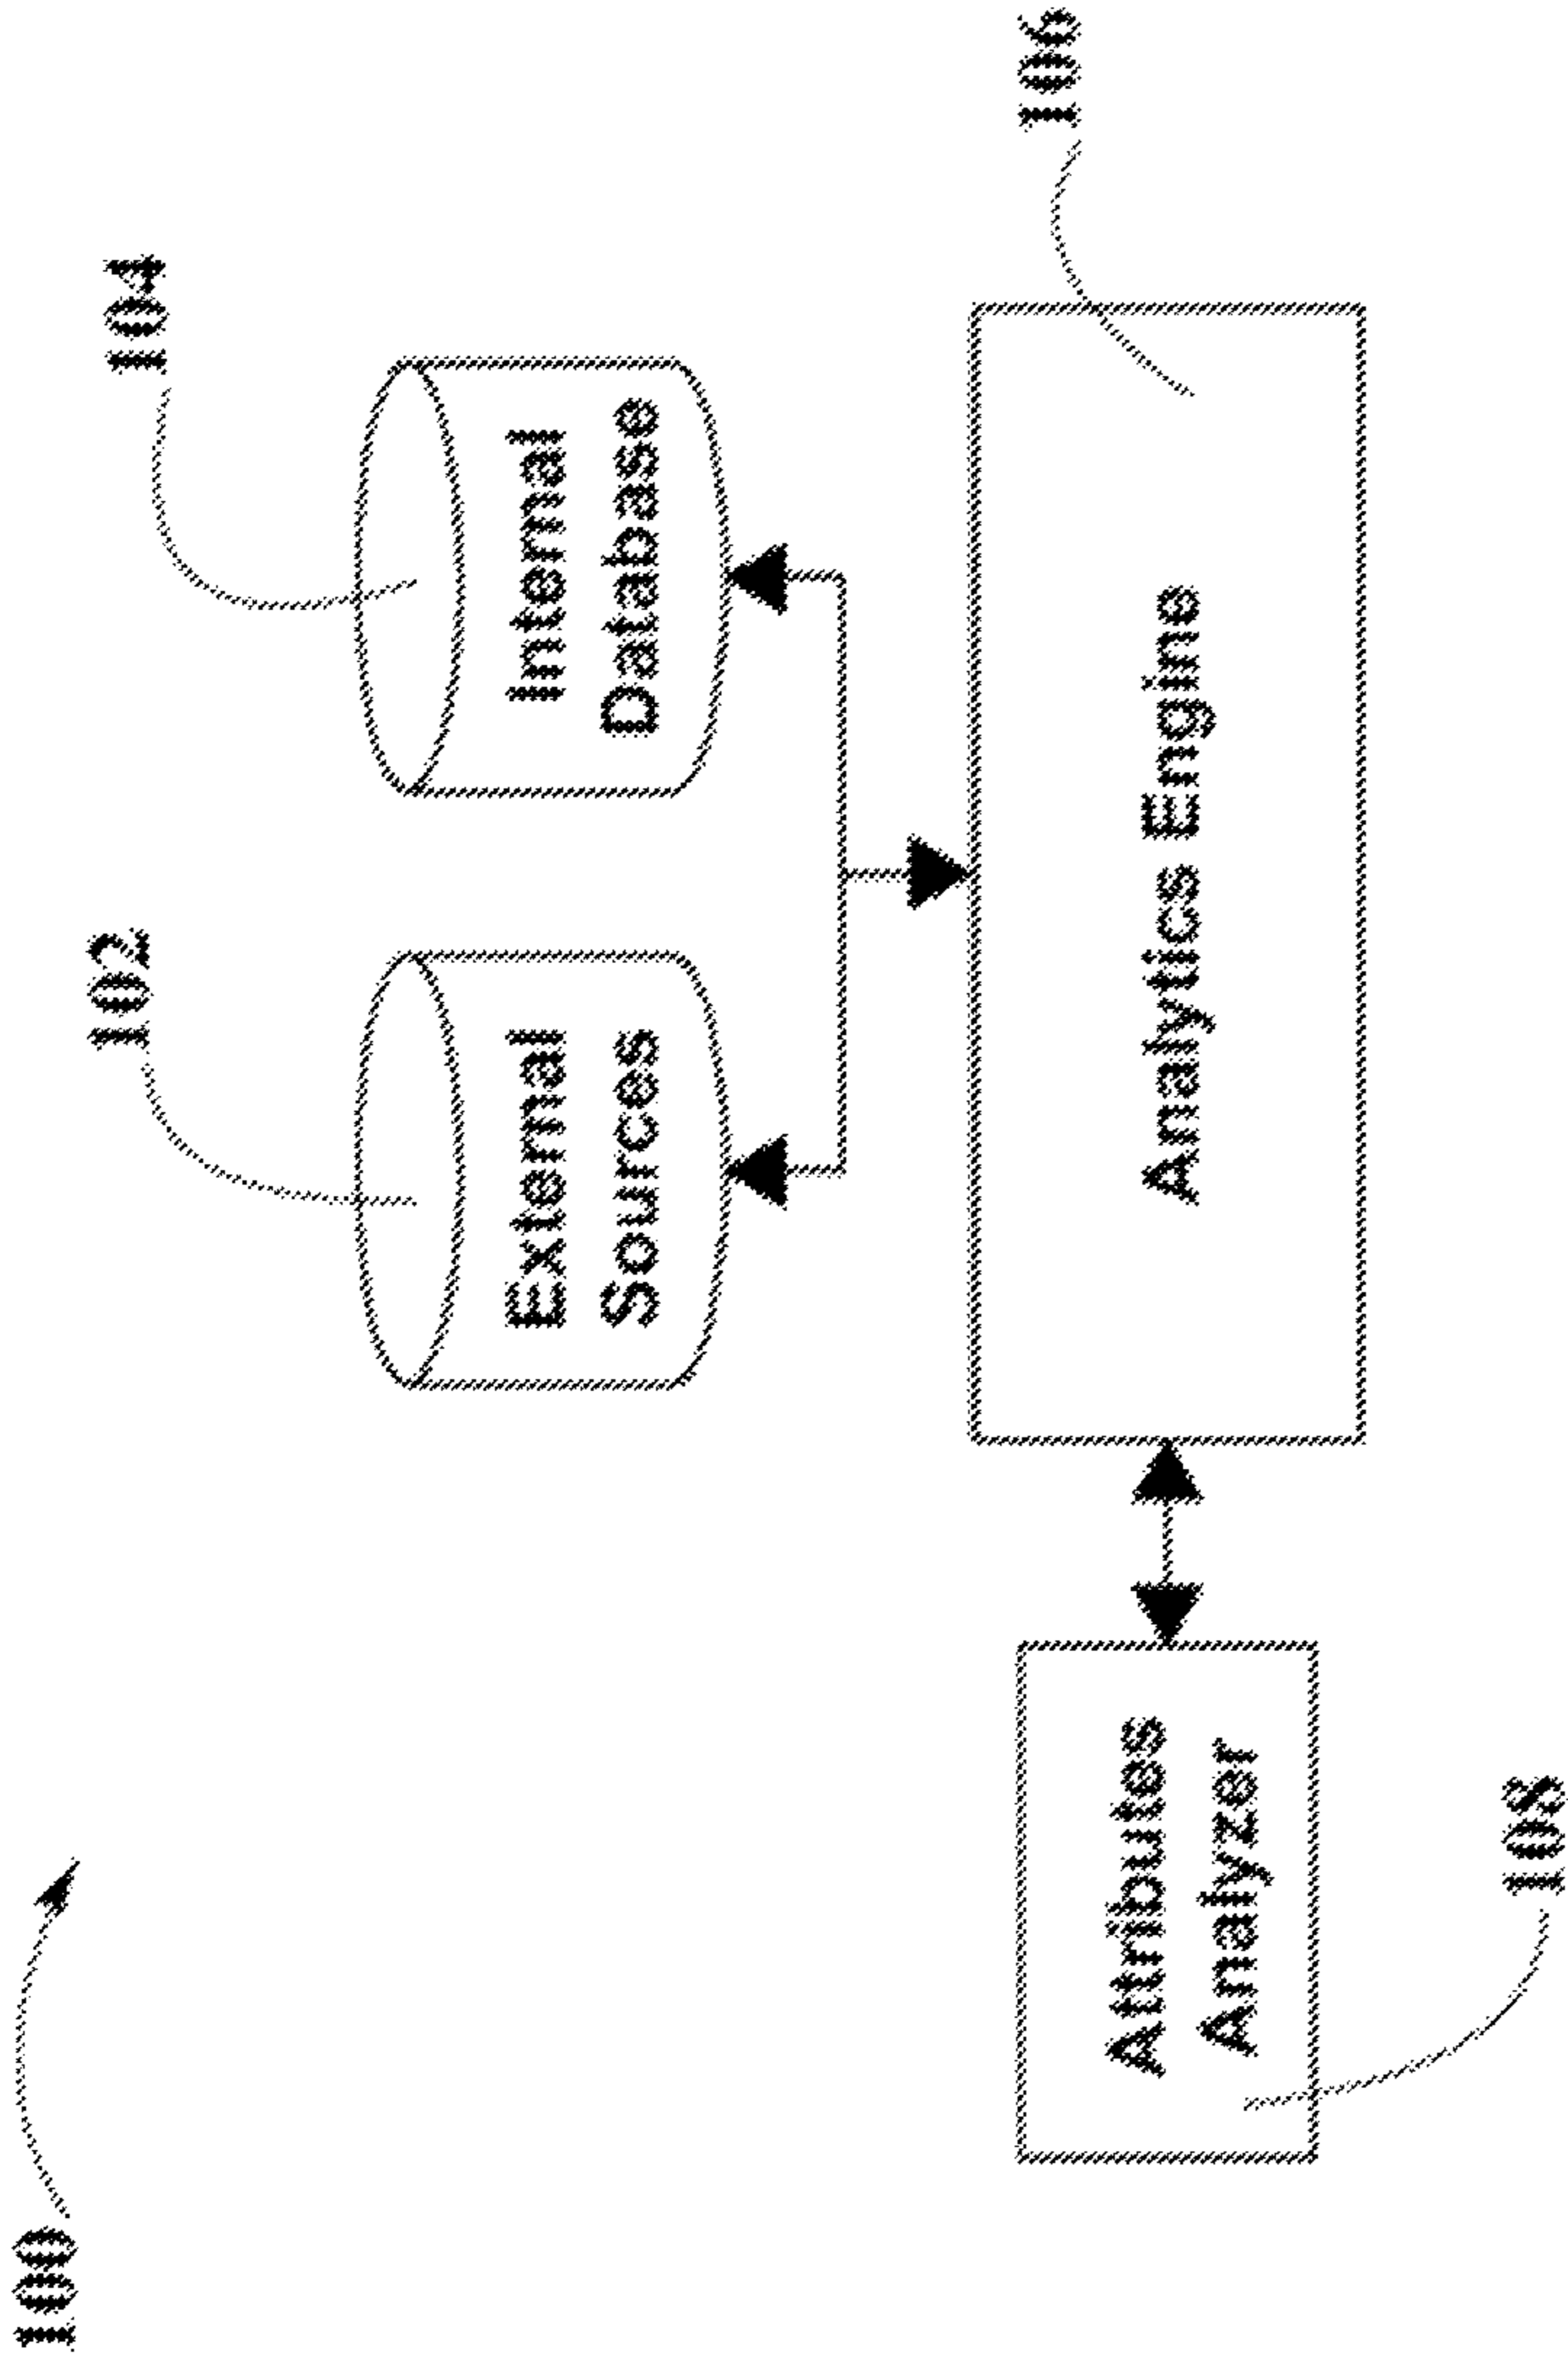 100
102
104
External
Sources
Internal
Database
106
Attributes
Analyzer
Analytics Engine
108